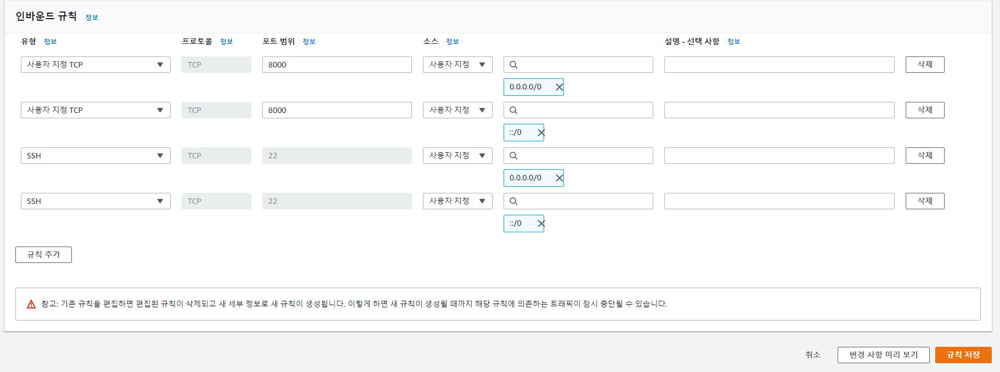 인바운드 규칙 정보
유형 정보 프로토콜 정보 포트 범위 정보 소스 정보 설명 - 선택 사항 정보
사용자 지정 TCP TCP 8000 사용자 지정 삭제
0.0.0.0/0
사용자 지정 TCP TCP 8000 사용자 지정 삭제
::/0
SSH TCP 22 사용자 지정 삭제
0.0.0.0/0
SSH TCP 22 사용자 지정 삭제
::/0
규칙 추가
참고: 기존 규칙을 편집하면 편집된 규칙이 삭제되고 새 세부 정보로 새 규칙이 생성됩니다. 이렇게 하면 새 규칙이 생성될 때까지 해당 규칙에 의존하는 트래픽이 잠시 중단될 수 있습니다.
취소 변경 사항 미리 보기 규칙 저장